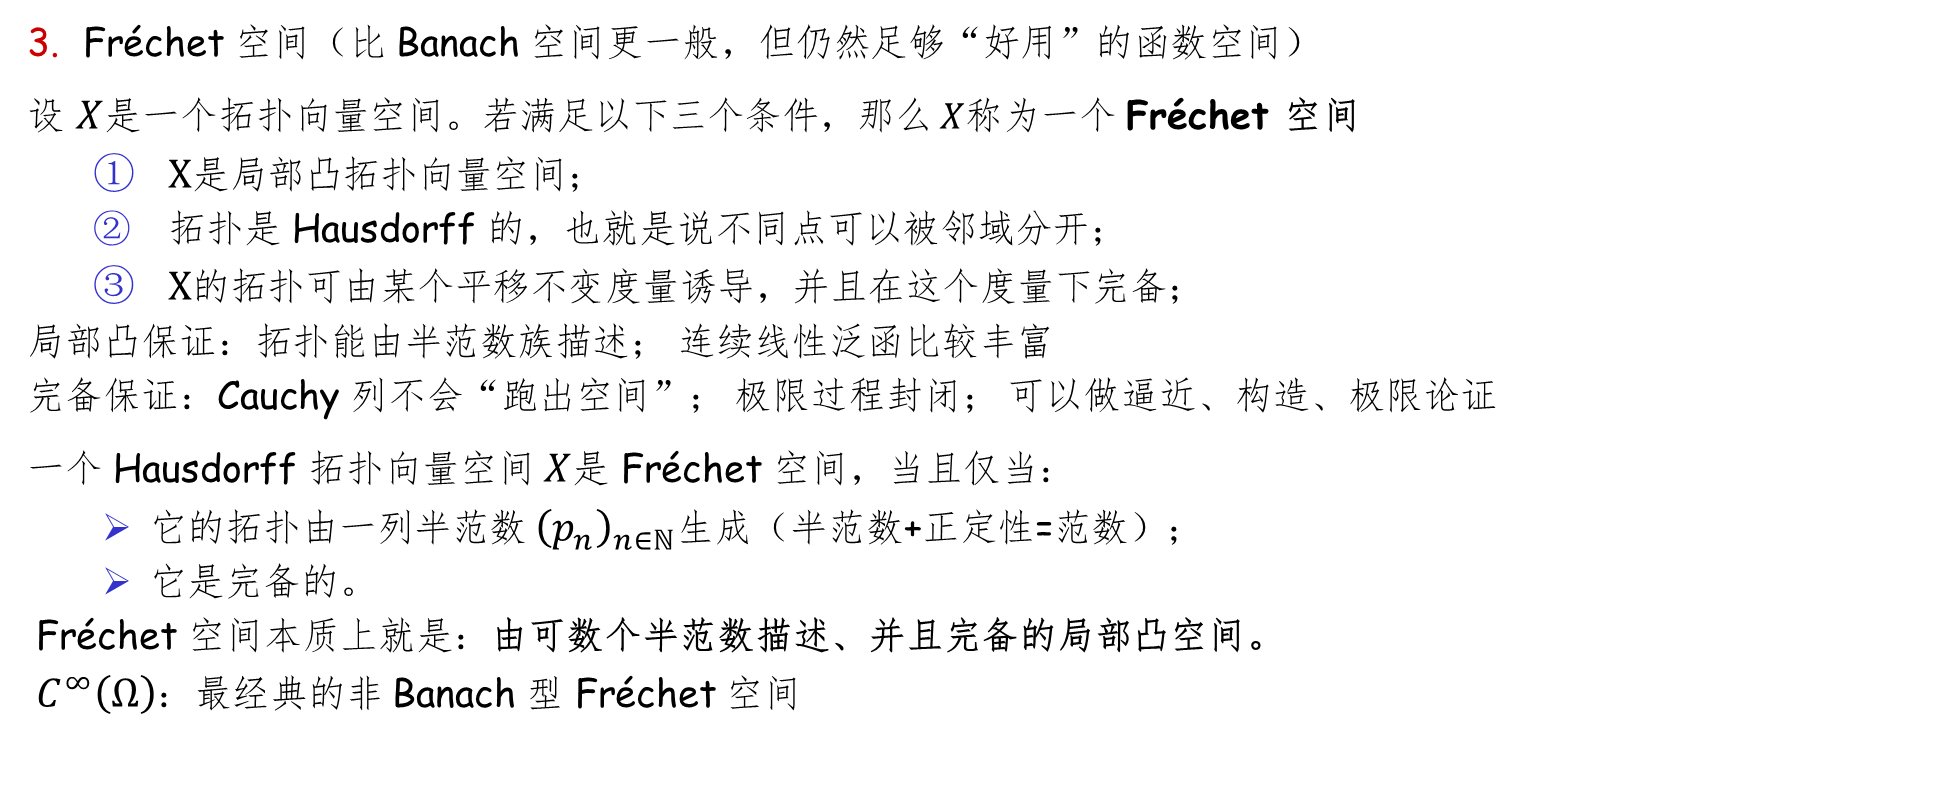 3. Fréchet 空间（比 Banach 空间更一般，但仍然足够“好用”的函数空间）
设 X是一个拓扑向量空间。若满足以下三个条件，那么 X称为一个 Fréchet 空间
① X是局部凸拓扑向量空间；
② 拓扑是 Hausdorff 的，也就是说不同点可以被邻域分开；
③ X的拓扑可由某个平移不变度量诱导，并且在这个度量下完备；
局部凸保证：拓扑能由半范数族描述； 连续线性泛函比较丰富
完备保证：Cauchy 列不会“跑出空间”； 极限过程封闭； 可以做逼近、构造、极限论证
一个 Hausdorff 拓扑向量空间 X是 Fréchet 空间，当且仅当：
➢ 它的拓扑由一列半范数 (pₙ)ₙ∈ℕ生成（半范数+正定性=范数）；
➢ 它是完备的。
Fréchet 空间本质上就是：由可数个半范数描述、并且完备的局部凸空间。
C^∞(Ω)：最经典的非 Banach 型 Fréchet 空间